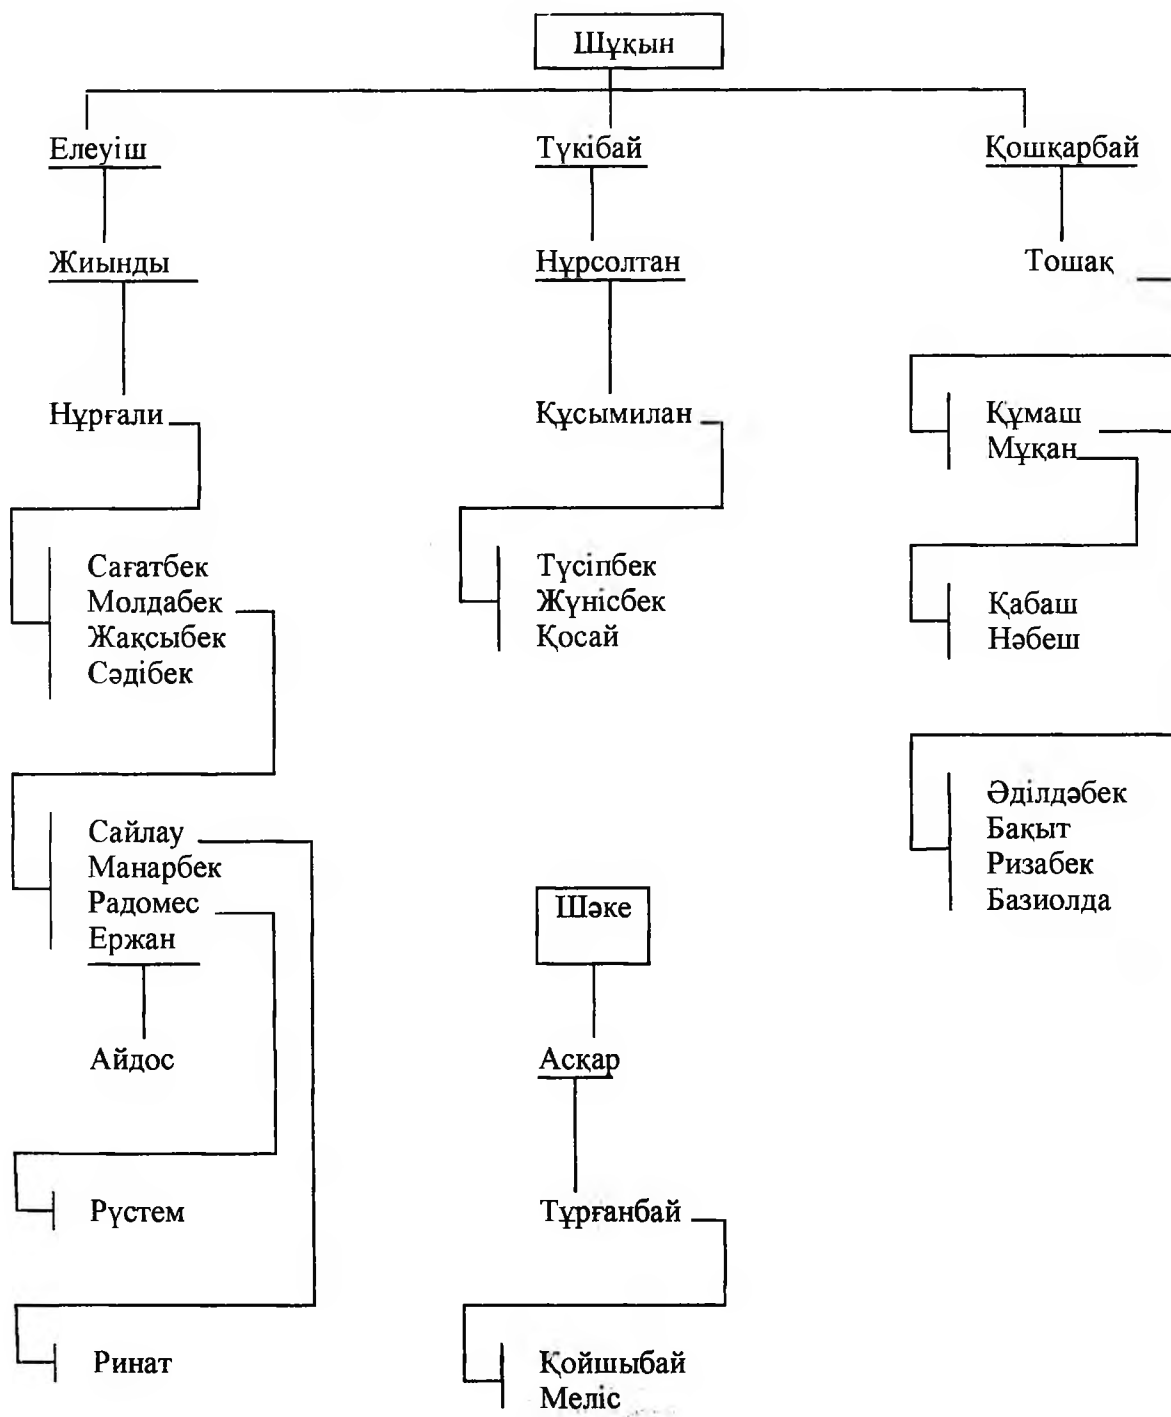 Шұқын
Елеуіш
Түкібай
Қошқарбай
Жиынды
Нұрсолтан
Тошақ
Нұрғали
Құсымилан
Құмаш
Мұқан
Сағатбек
Молдабек
Жақсыбек
Сәдібек
Түсіпбек
Жүнісбек
Қосай
Қабаш
Нәбеш
Сайлау
Манарбек
Радомес
Ержан
Әділдәбек
Бақыт
Ризабек
Базиолда
Шәке
Айдос
Асқар
Рүстем
Тұрғанбай
Ринат
Қойшыбай
Меліс